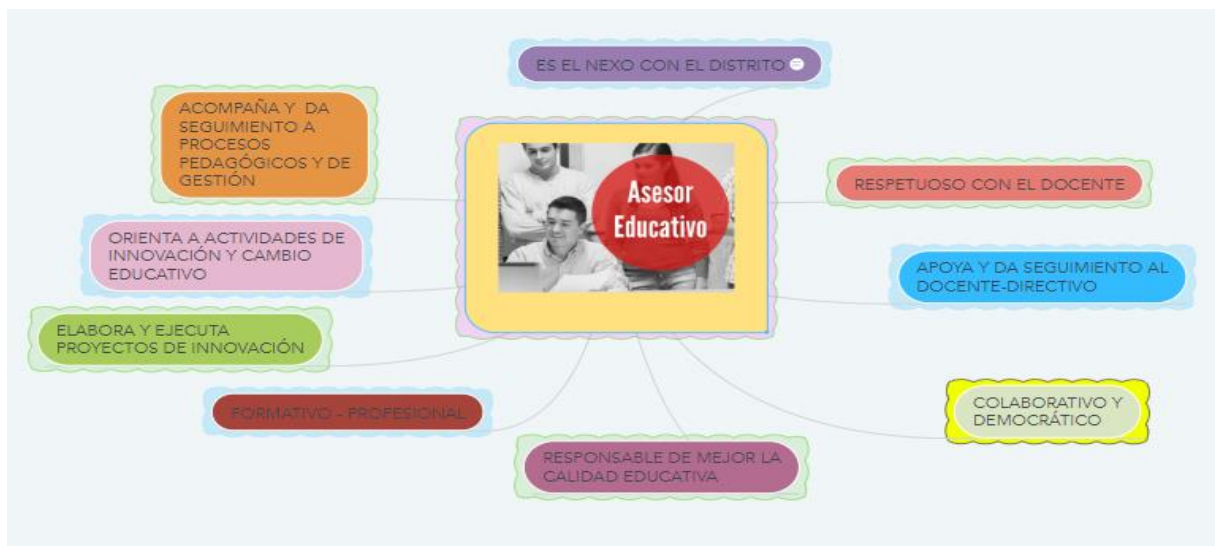 ES EL NEXO CON EL DISTRITO
ACOMPAÑA Y DA
SEGUIMIENTO A
PROCESOS
PEDAGÓGICOS Y DE
GESTIÓN
Asesor
Educativo
RESPETUOSO CON EL DOCENTE
ORIENTA A ACTIVIDADES DE
INNOVACIÓN Y CAMBIO
EDUCATIVO
APOYA Y DA SEGUIMIENTO AL
DOCENTE-DIRECTIVO
ELABORA Y EJECUTA
PROYECTOS DE INNOVACIÓN
FORMATIVO - PROFESIONAL
COLABORATIVO Y
DEMOCRÁTICO
RESPONSABLE DE MEJOR LA
CALIDAD EDUCATIVA